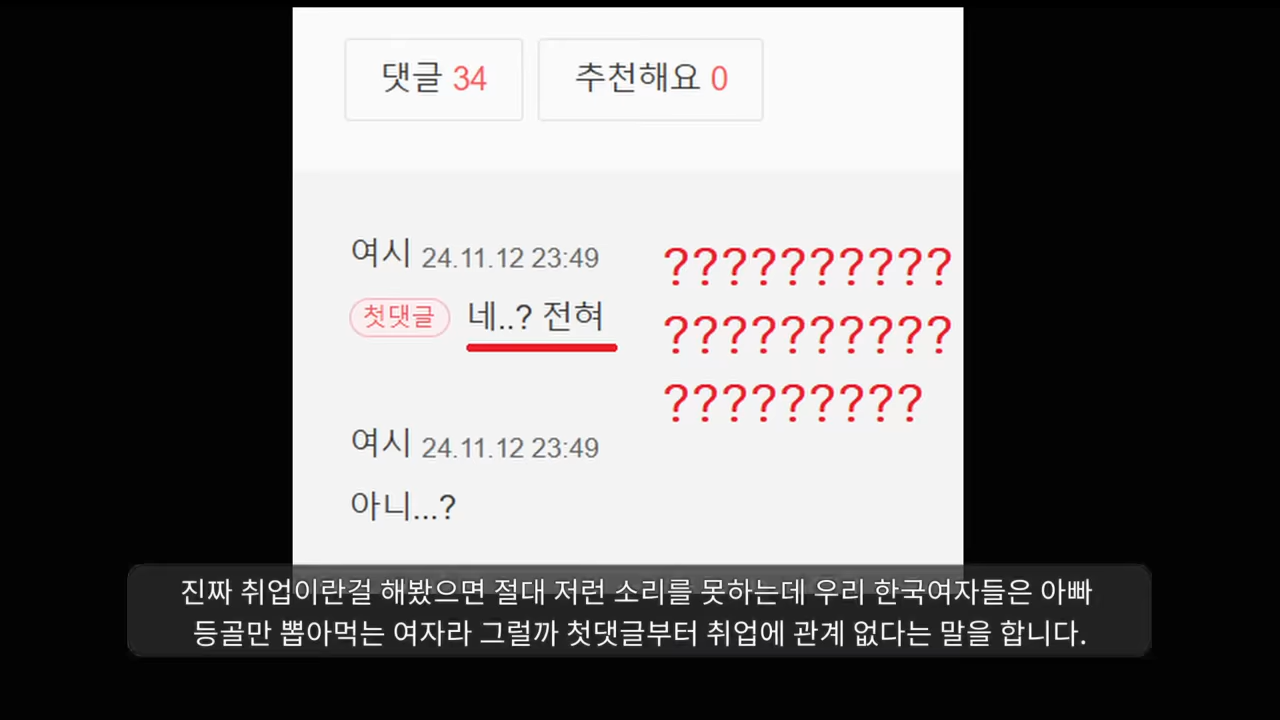 댓글 34 추천해요 0
여시 24.11.12 23:49
첫댓글 네..? 전혀
??????????
??????????
?????????
여시 24.11.12 23:49
아니...?
진짜 취업이란걸 해봤으면 절대 저런 소리를 못하는데 우리 한국여자들은 아빠
등골만 뽑아먹는 여자라 그럴까 첫댓글부터 취업에 관계 없다는 말을 합니다.